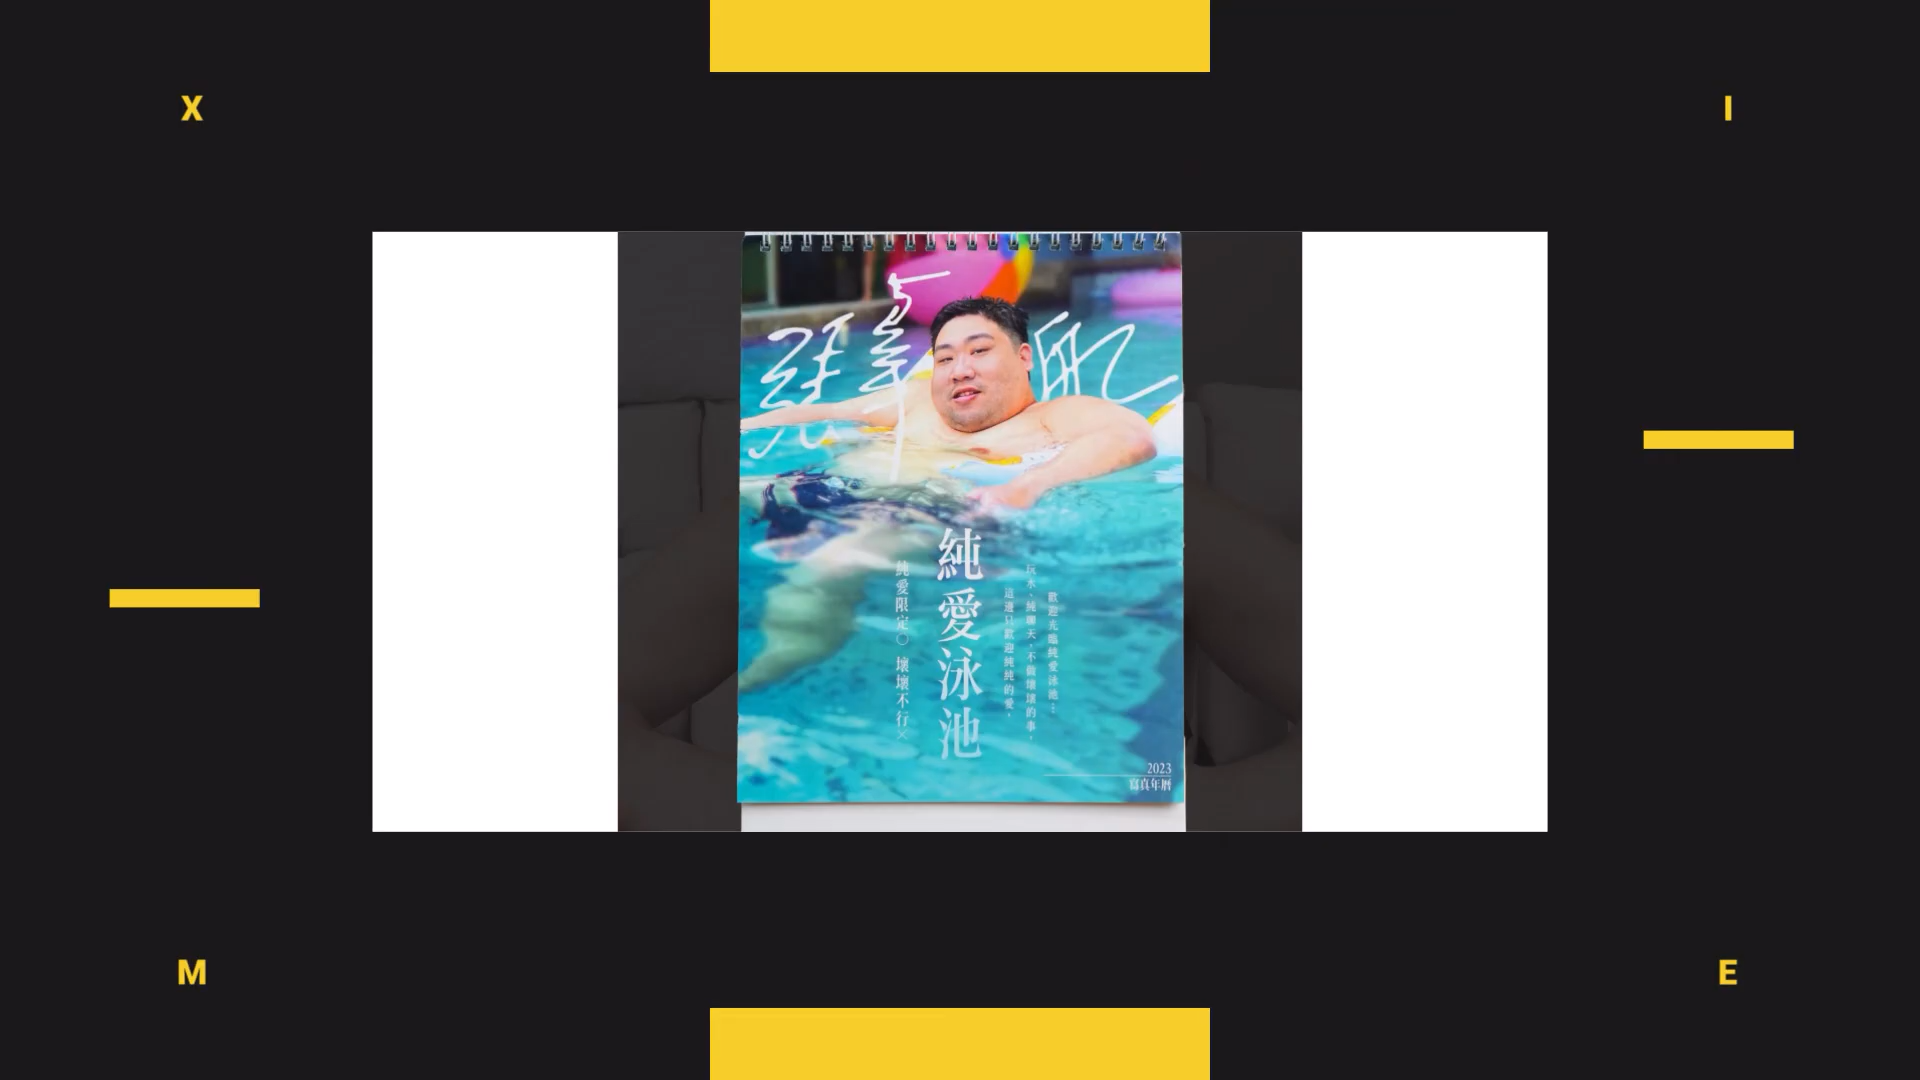 X
I
純愛泳池
歡迎光臨純愛泳池…
玩水、純聊天，不做壞壞的事，
這邊只歡迎純純的愛。
純愛限定○ 壞壞不行╳
2023
寫真年曆
M
E